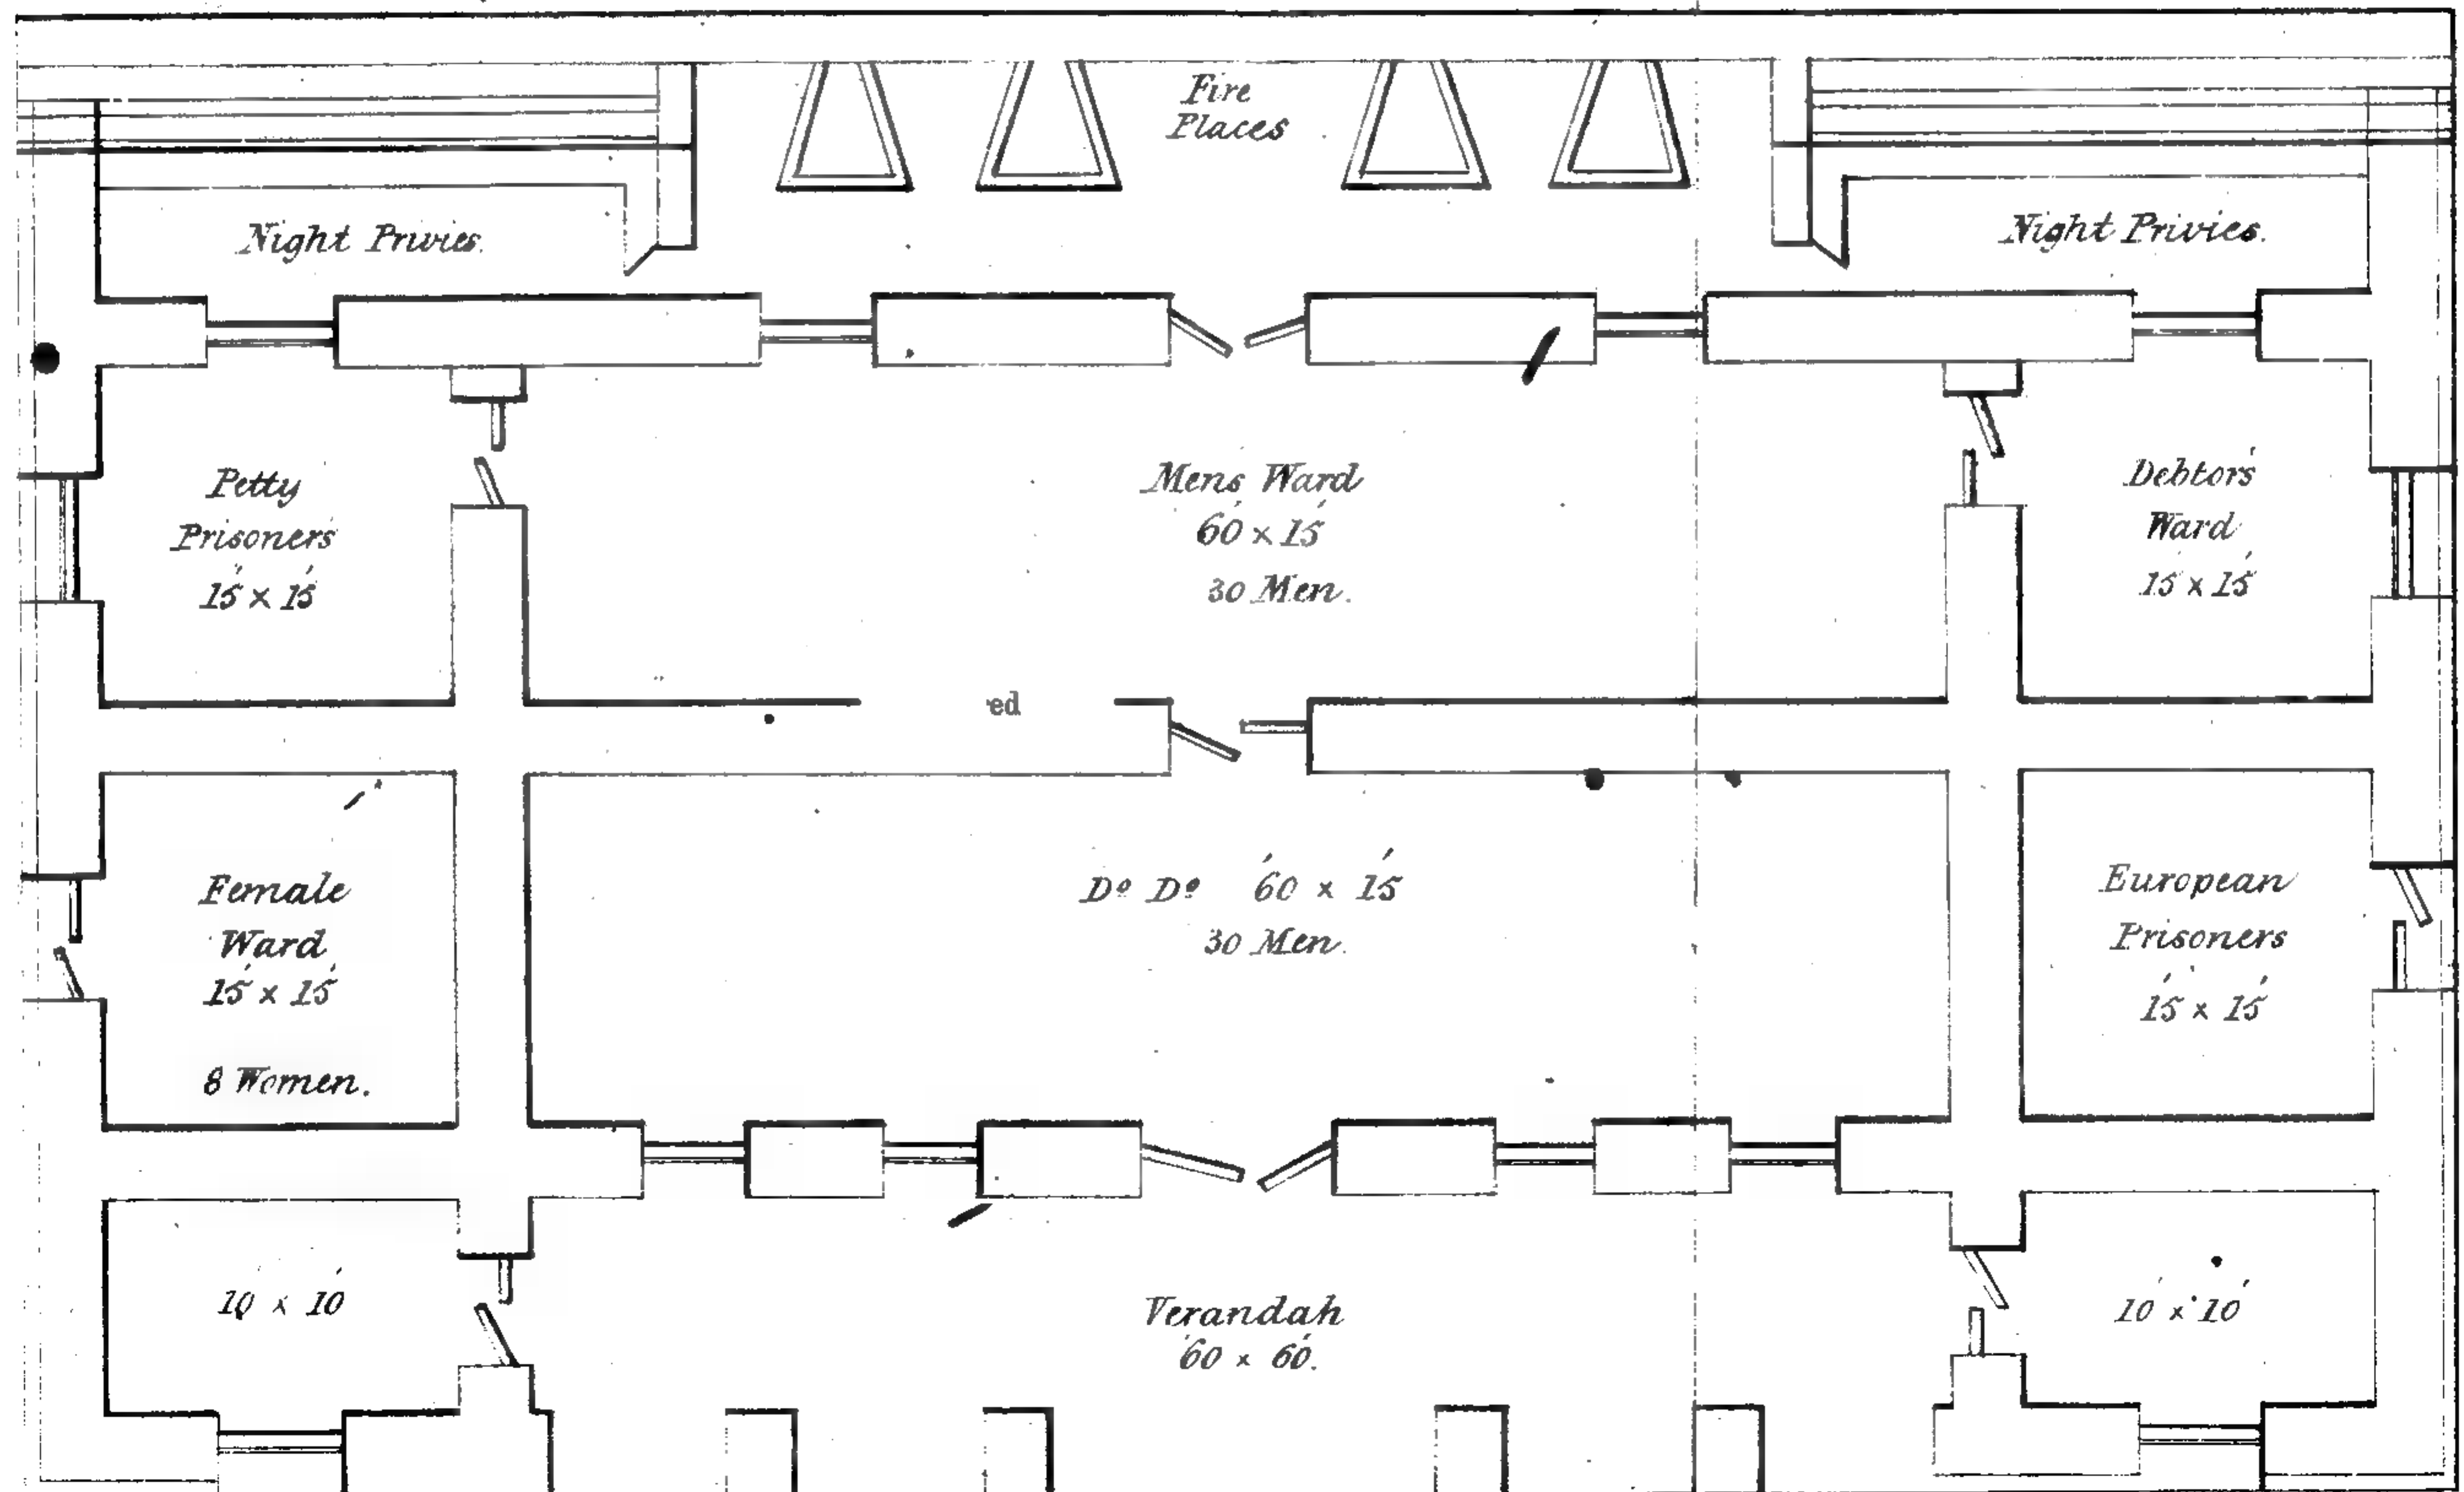 Fire
Places
Night Privies.
Night Privies.
Petty
Prisoners
15' x 15'
Mens Ward
60' x 15'
30 Men.
Debtors
Ward
15' x 15'
ed
Female
Ward
15' x 15'
8 Women.
Dº Dº 60' x 15'
30 Men.
European
Prisoners
15' x 15'
10' x 10'
Verandah
60' x 60'.
10' x 10'